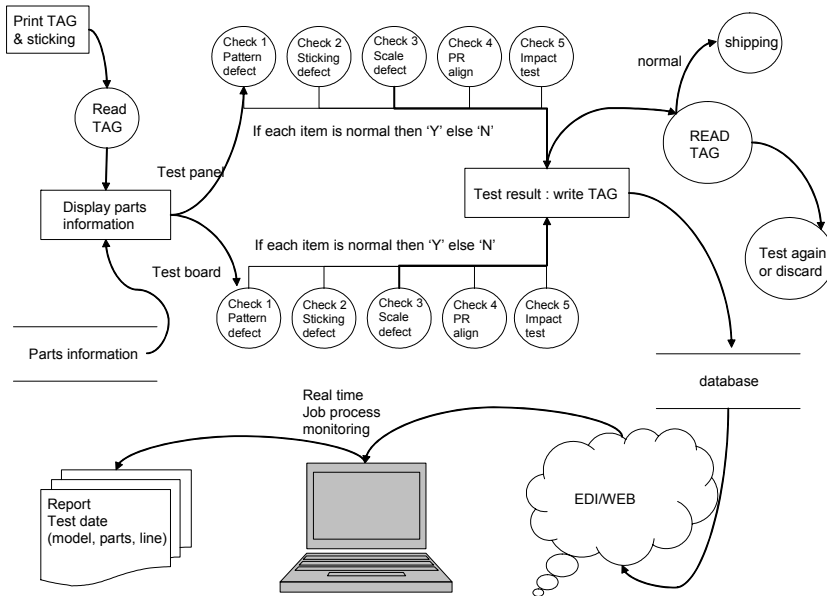 Print TAG
& sticking
Read
TAG
Display parts
information
Parts information
Test panel
Test board
Check 1
Pattern
defect
Check 2
Sticking
defect
Check 3
Scale
defect
Check 4
PR
align
Check 5
Impact
test
If each item is normal then ‘Y’ else ‘N’
If each item is normal then ‘Y’ else ‘N’
Check 1
Pattern
defect
Check 2
Sticking
defect
Check 3
Scale
defect
Check 4
PR
align
Check 5
Impact
test
Test result : write TAG
normal
shipping
READ
TAG
Test again
or discard
database
EDI/WEB
Real time
Job process
monitoring
Report
Test date
(model, parts, line)